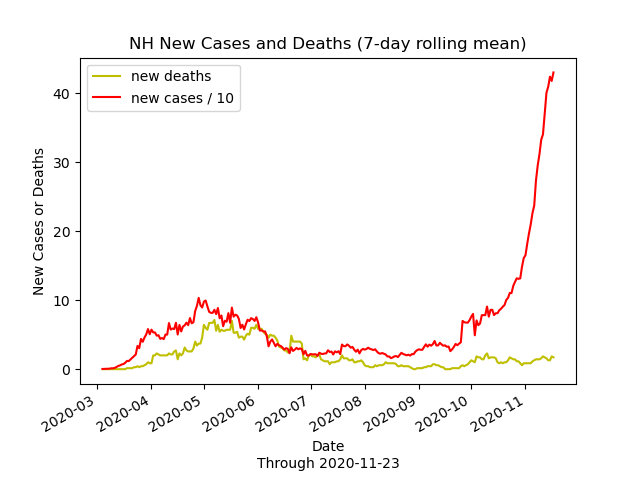 NH New Cases and Deaths (7-day rolling mean)
new deaths
new cases / 10
40
30
20
10
0
New Cases or Deaths
2020-03
2020-04
2020-05
2020-06
2020-07
2020-08
2020-09
2020-10
2020-11
Date
Through 2020-11-23